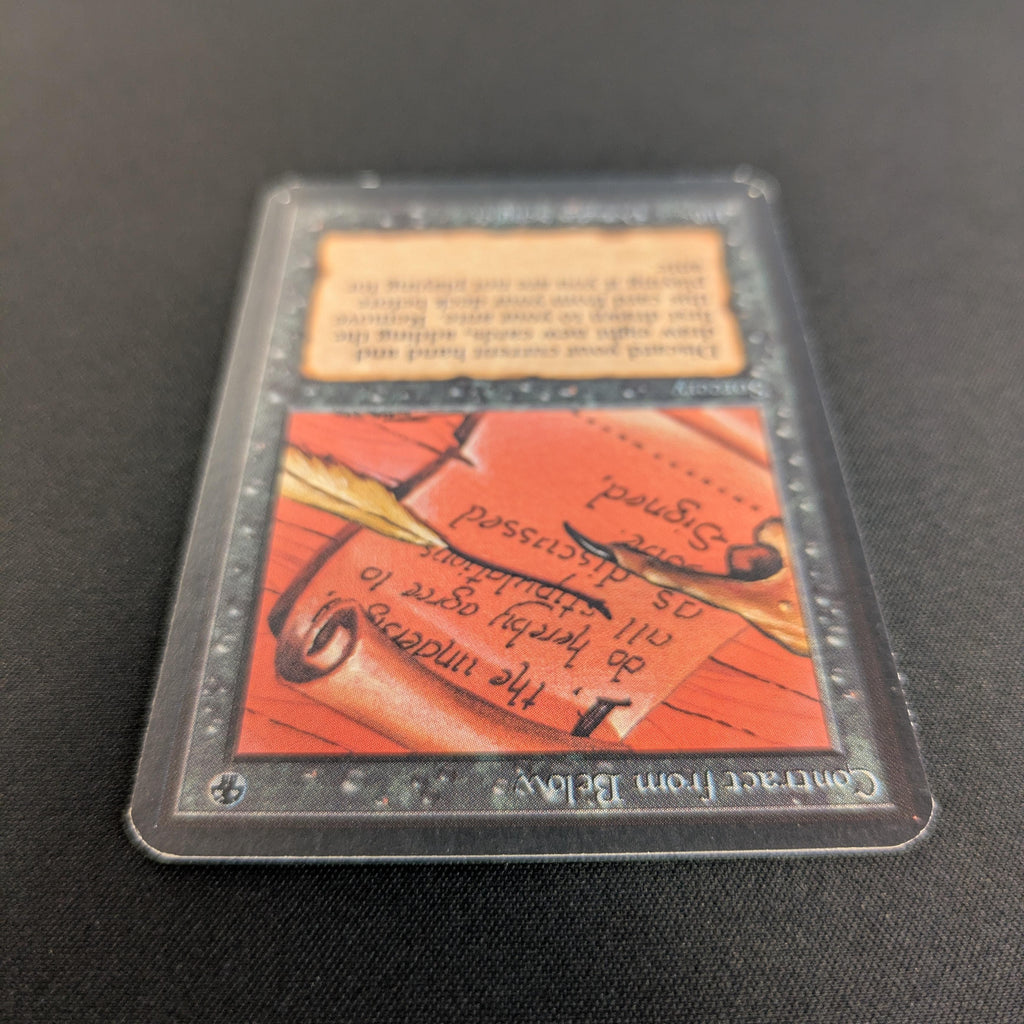 Contract from Below
I, the undersig
do hereby agree to
all stipulations
as discussed
Signed,
Sorcery
Discard your current hand and
draw eight new cards, adding the
first drawn to your ante. Remove
this card from your deck before
playing if you are not playing for
ante.